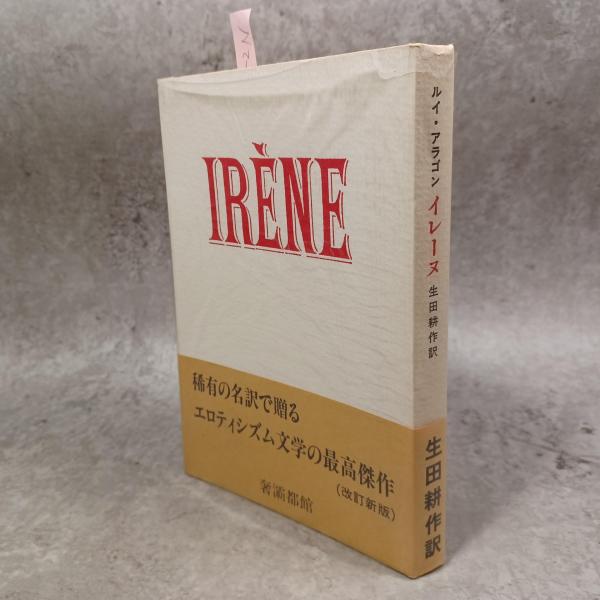 IRÈNE
稀有の名訳で贈る
エロティシズム文学の最高傑作
(改訂新版)
奢灞都館
ルイ・アラゴン イレーヌ 生田耕作訳
生田耕作訳